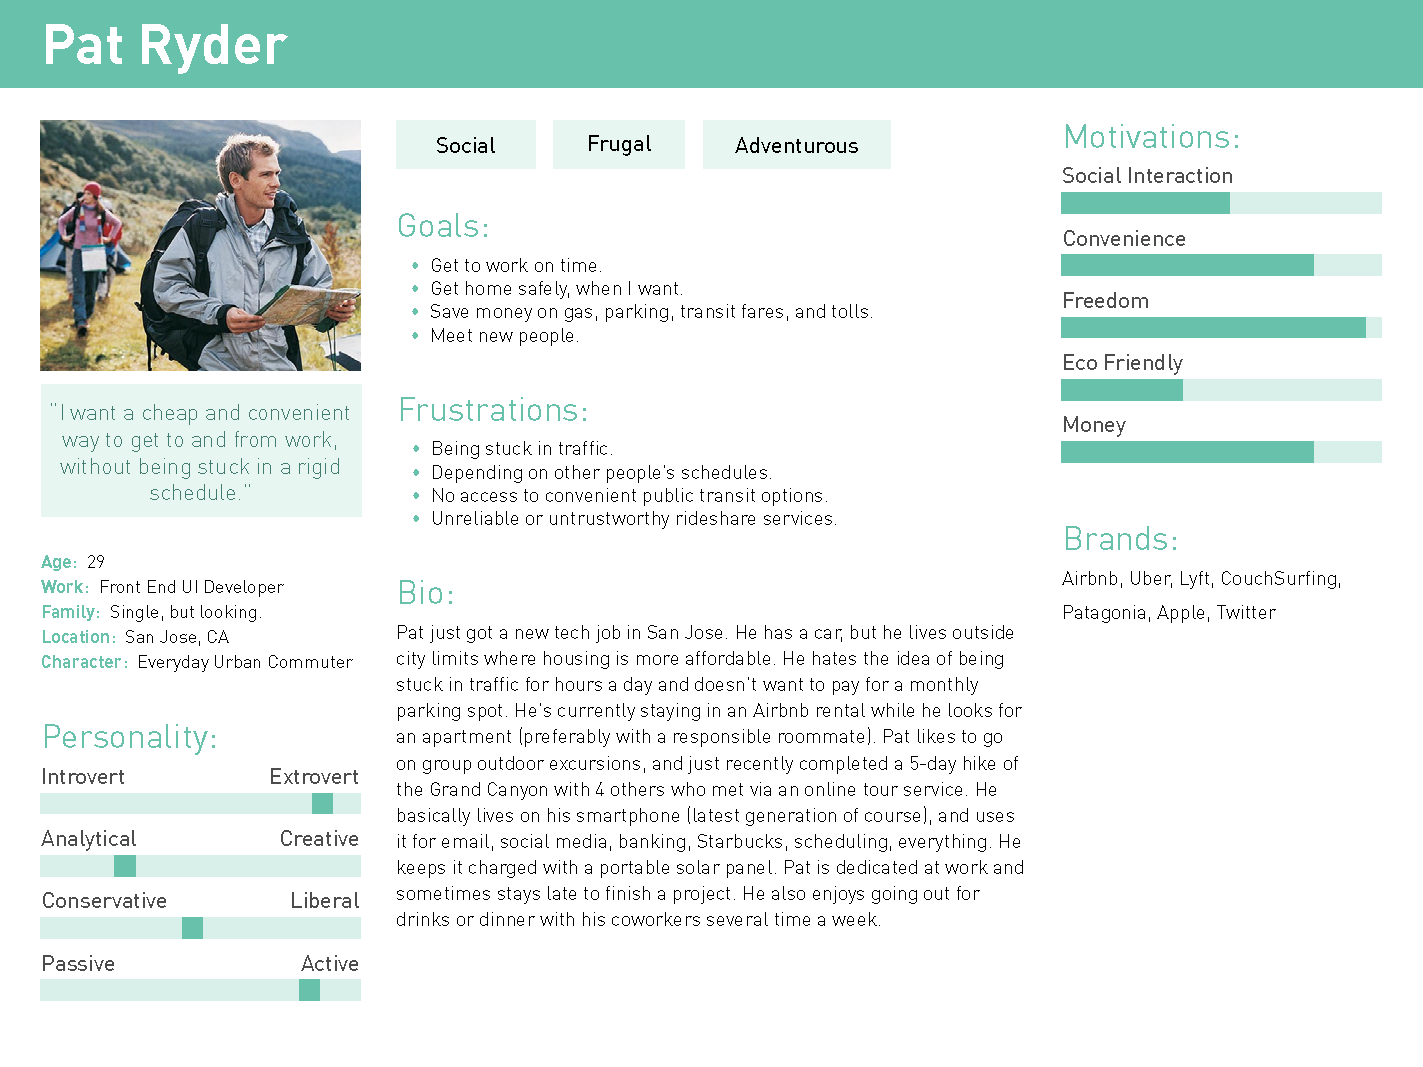 Pat Ryder
Social
Frugal
Adventurous
"I want a cheap and convenient
way to get to and from work,
without being stuck in a rigid
schedule."
Age: 29
Work: Front End UI Developer
Family: Single, but looking.
Location: San Jose, CA
Character: Everyday Urban Commuter
Personality:
Introvert Extrovert
Analytical Creative
Conservative Liberal
Passive Active
Goals:
• Get to work on time.
• Get home safely, when I want.
• Save money on gas, parking, transit fares, and tolls.
• Meet new people.
Frustrations:
• Being stuck in traffic.
• Depending on other people's schedules.
• No access to convenient public transit options.
• Unreliable or untrustworthy rideshare services.
Bio:
Pat just got a new tech job in San Jose. He has a car, but he lives outside
city limits where housing is more affordable. He hates the idea of being
stuck in traffic for hours a day and doesn't want to pay for a monthly
parking spot. He's currently staying in an Airbnb rental while he looks for
an apartment (preferably with a responsible roommate). Pat likes to go
on group outdoor excursions, and just recently completed a 5-day hike of
the Grand Canyon with 4 others who met via an online tour service. He
basically lives on his smartphone (latest generation of course), and uses
it for email, social media, banking, Starbucks, scheduling, everything. He
keeps it charged with a portable solar panel. Pat is dedicated at work and
sometimes stays late to finish a project. He also enjoys going out for
drinks or dinner with his coworkers several time a week.
Motivations:
Social Interaction
Convenience
Freedom
Eco Friendly
Money
Brands:
Airbnb, Uber, Lyft, CouchSurfing,
Patagonia, Apple, Twitter